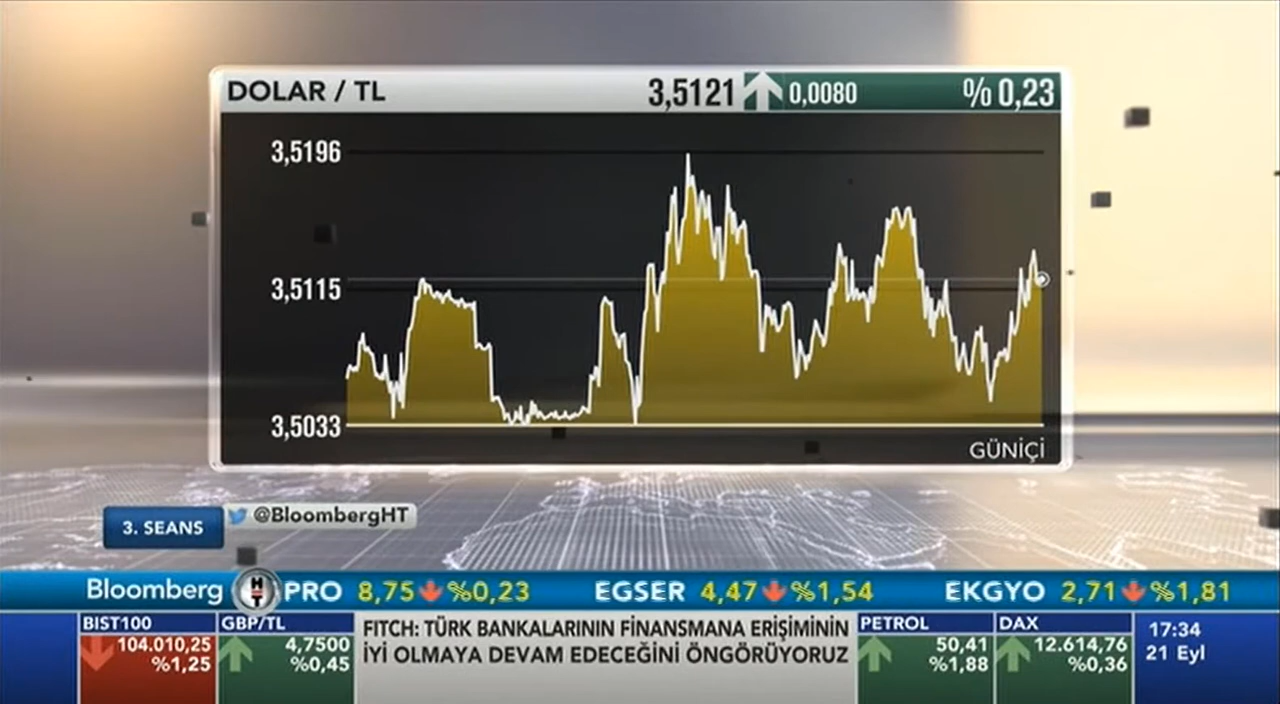 DOLAR / TL 3,5121 0,0080 % 0,23
3,5196
3,5115
3,5033
GÜNİÇİ
3. SEANS @BloombergHT
Bloomberg HT PRO 8,75 %0,23 EGSER 4,47 %1,54 EKGYO 2,71 %1,81
BIST100
104.010,25
%1,25
GBP/TL
4,7500
%0,45
FITCH: TÜRK BANKALARININ FİNANSMANA ERİŞİMİNİN
İYİ OLMAYA DEVAM EDECEĞİNİ ÖNGÖRÜYORUZ
PETROL
50,41
%1,88
DAX
12.614,76
%0,36
17:34
21 Eyl